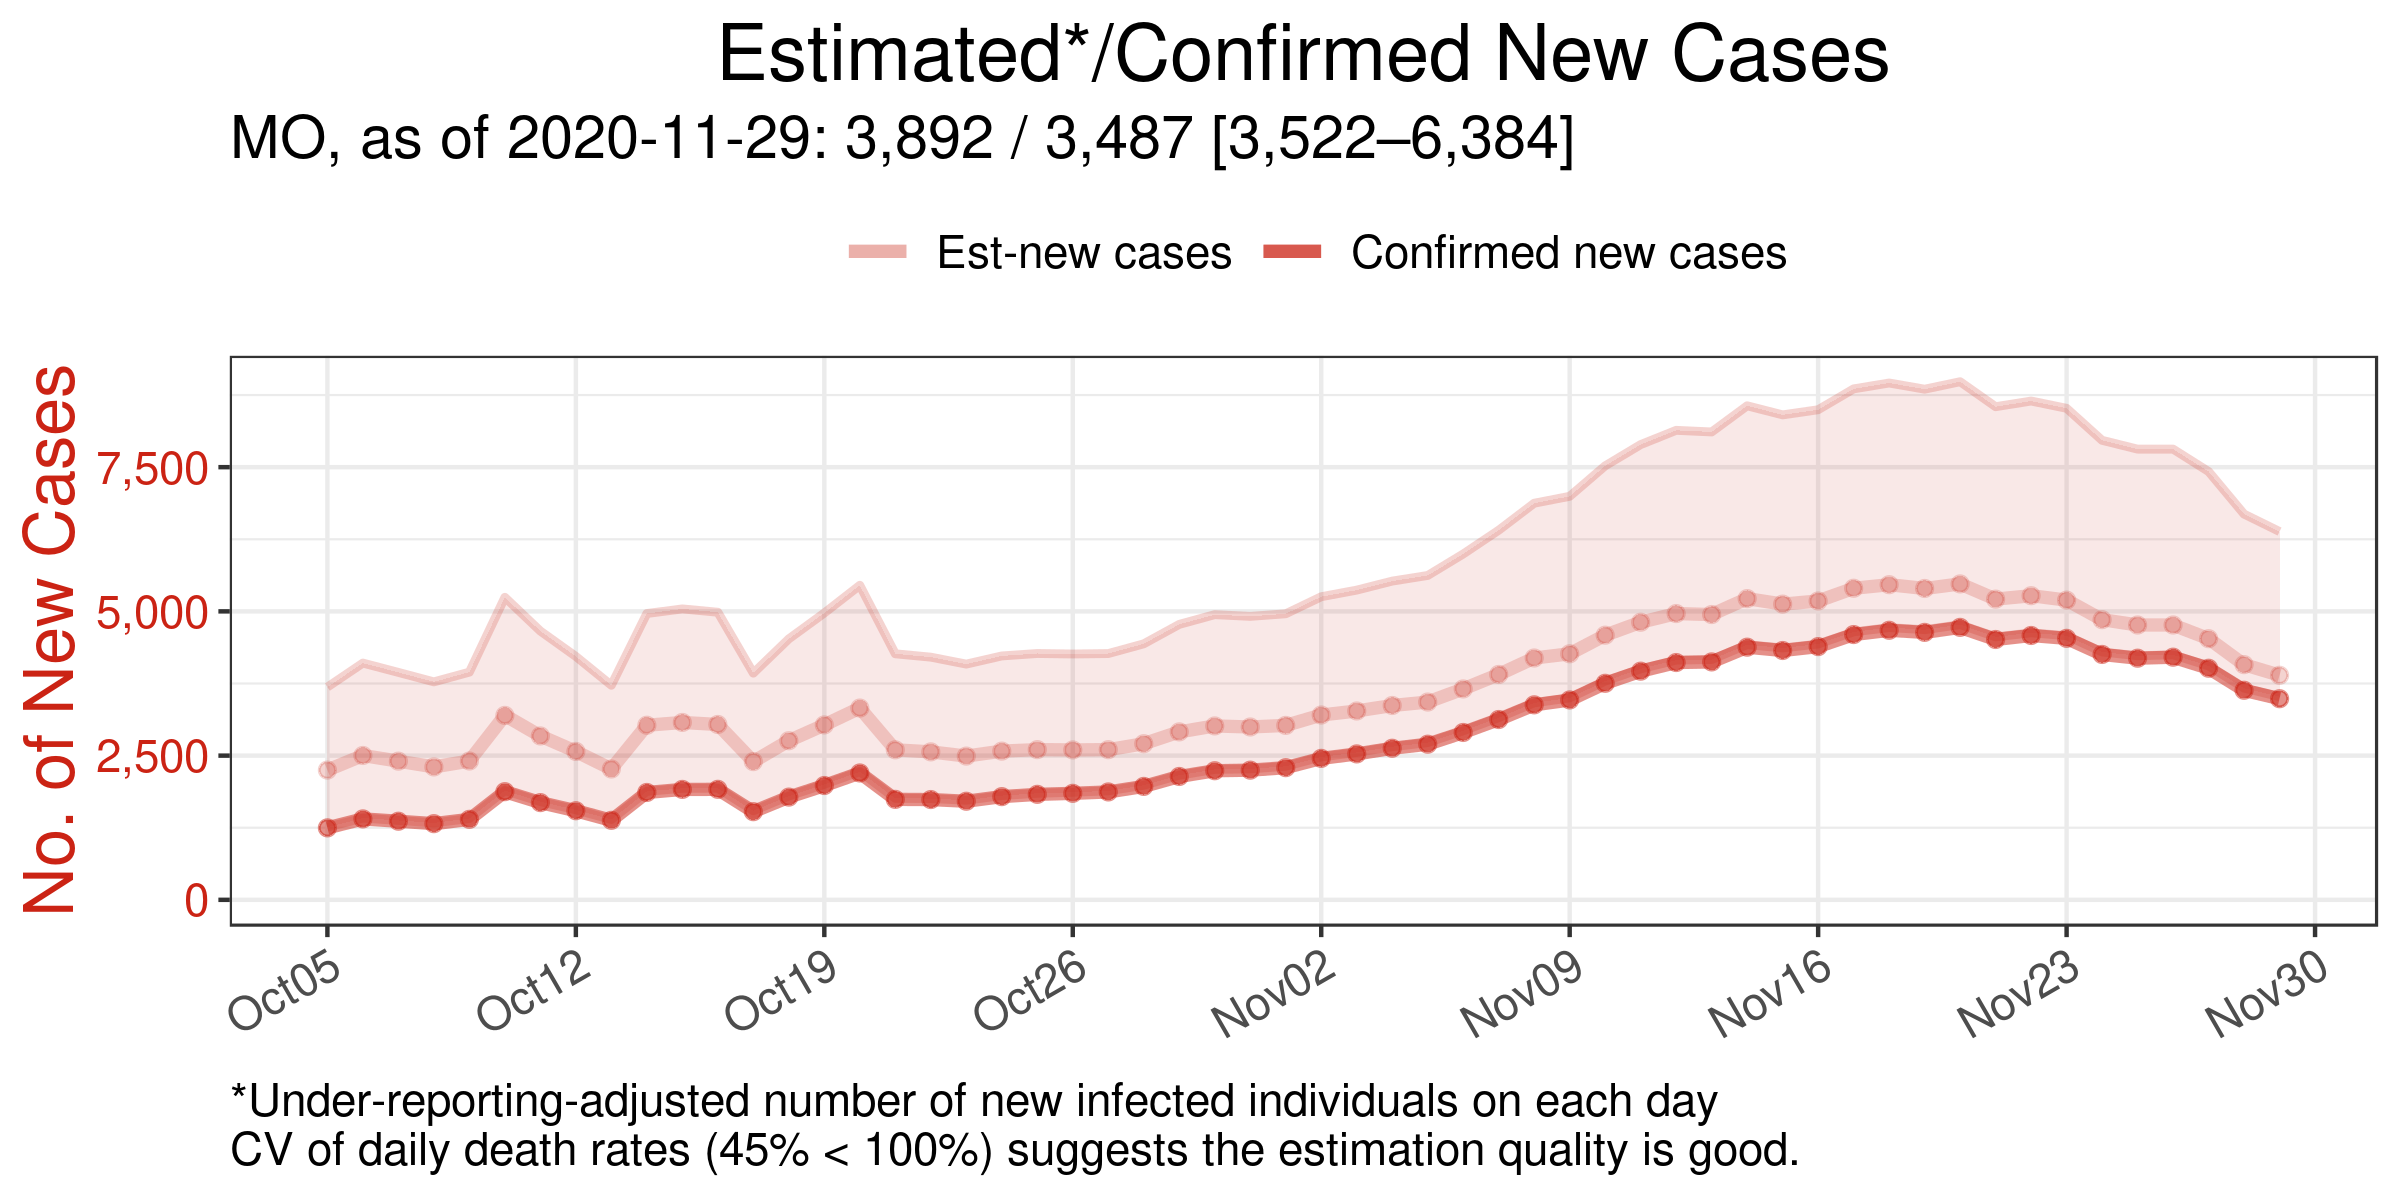 Estimated*/Confirmed New Cases
MO, as of 2020-11-29: 3,892 / 3,487 [3,522–6,384]
Est-new cases Confirmed new cases
No. of New Cases
7,500
5,000
2,500
0
Oct05 Oct12 Oct19 Oct26 Nov02 Nov09 Nov16 Nov23 Nov30
*Under-reporting-adjusted number of new infected individuals on each day
CV of daily death rates (45% < 100%) suggests the estimation quality is good.